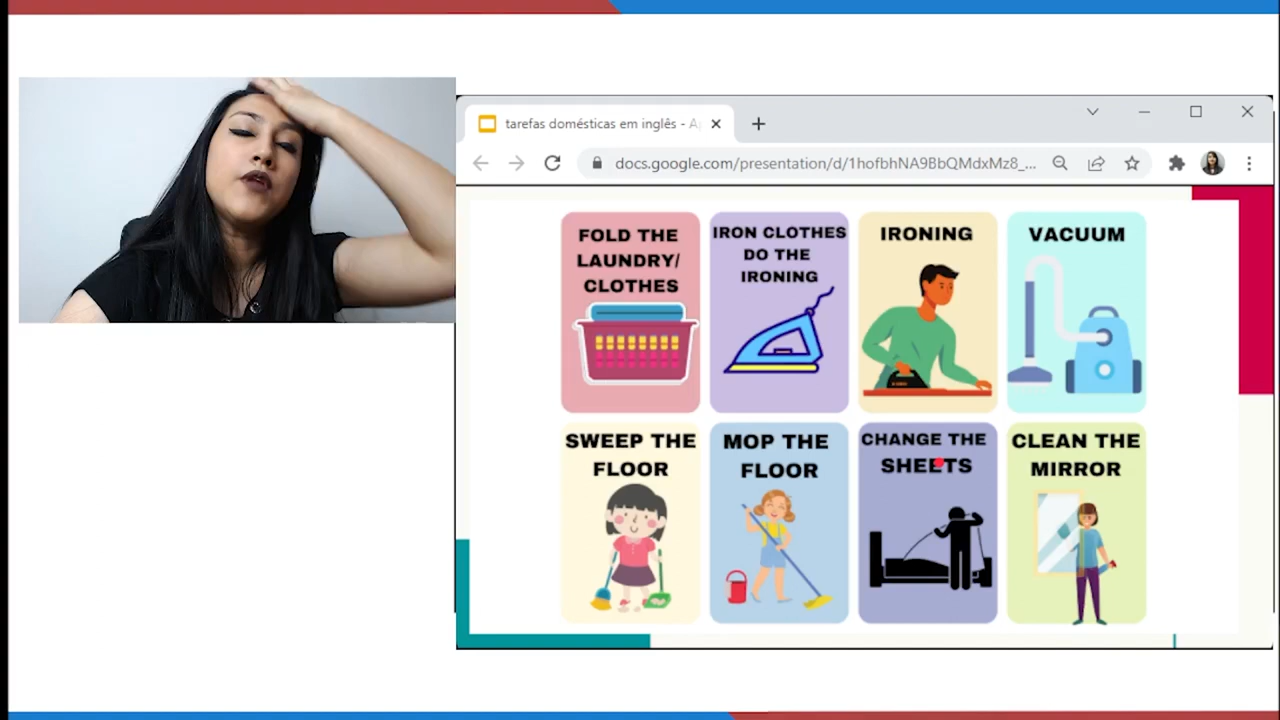 tarefas domésticas em inglês - A
docs.google.com/presentation/d/1hofbhNA9BbQMdxMz8_...
FOLD THE
LAUNDRY/
CLOTHES
IRON CLOTHES
DO THE
IRONING
IRONING
VACUUM
SWEEP THE
FLOOR
MOP THE
FLOOR
CHANGE THE
SHEETS
CLEAN THE
MIRROR